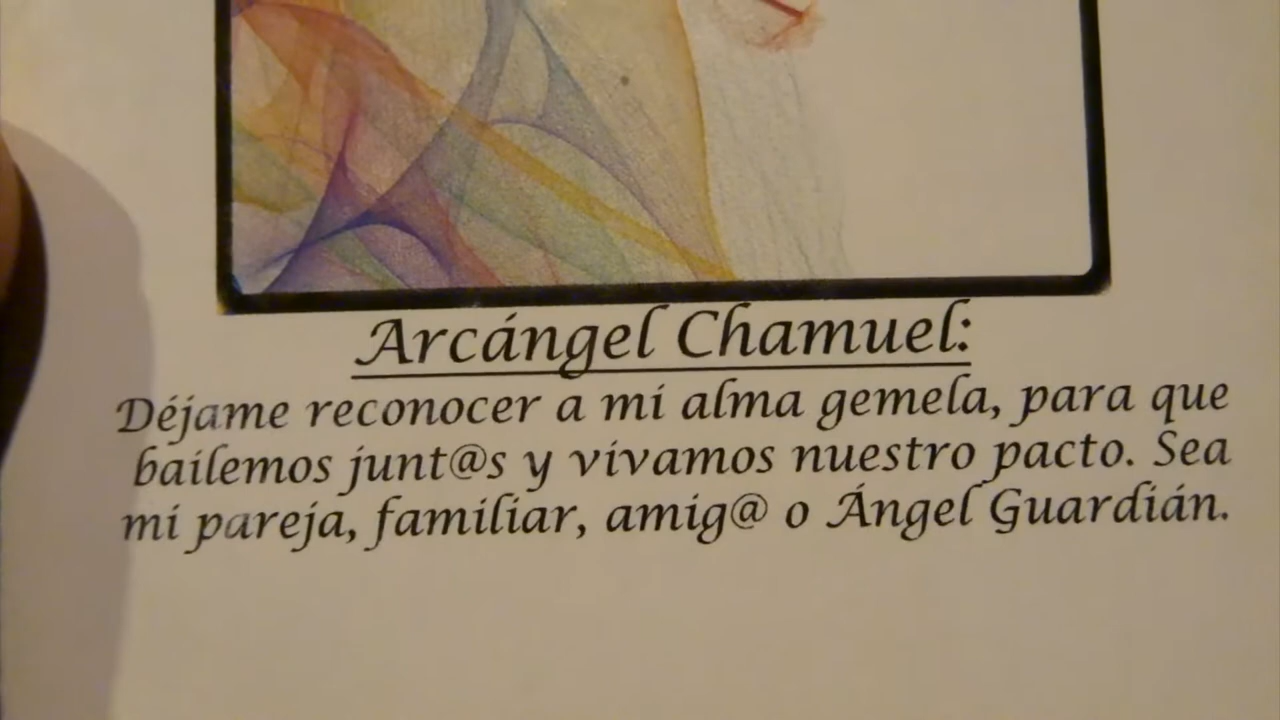 Arcángel Chamuel:
Déjame reconocer a mi alma gemela, para que
bailemos junt@s y vivamos nuestro pacto. Sea
mi pareja, familiar, amig@ o Ángel Guardián.